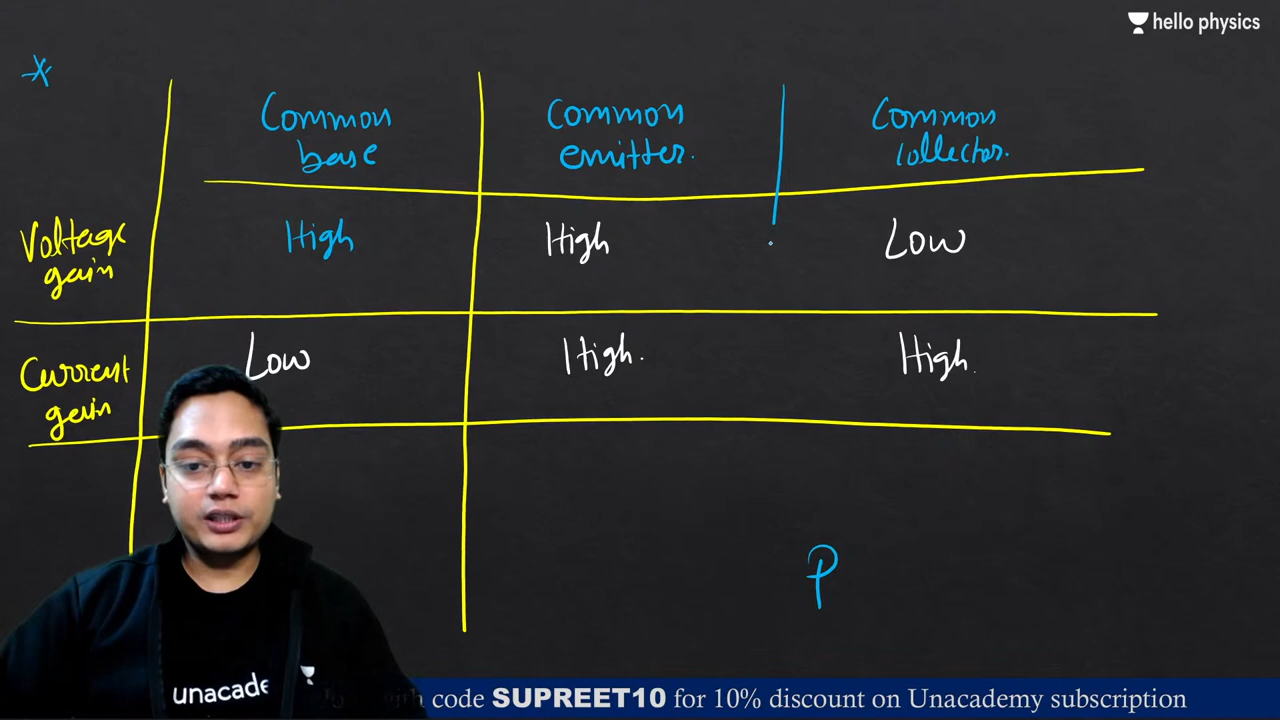 hello physics
*
Common
base
Common
emitter.
Common
collector.
Voltage
gain
High
High
Low
Current
gain
Low
High.
High.
P
unacade
code SUPREET10 for 10% discount on Unacademy subscription